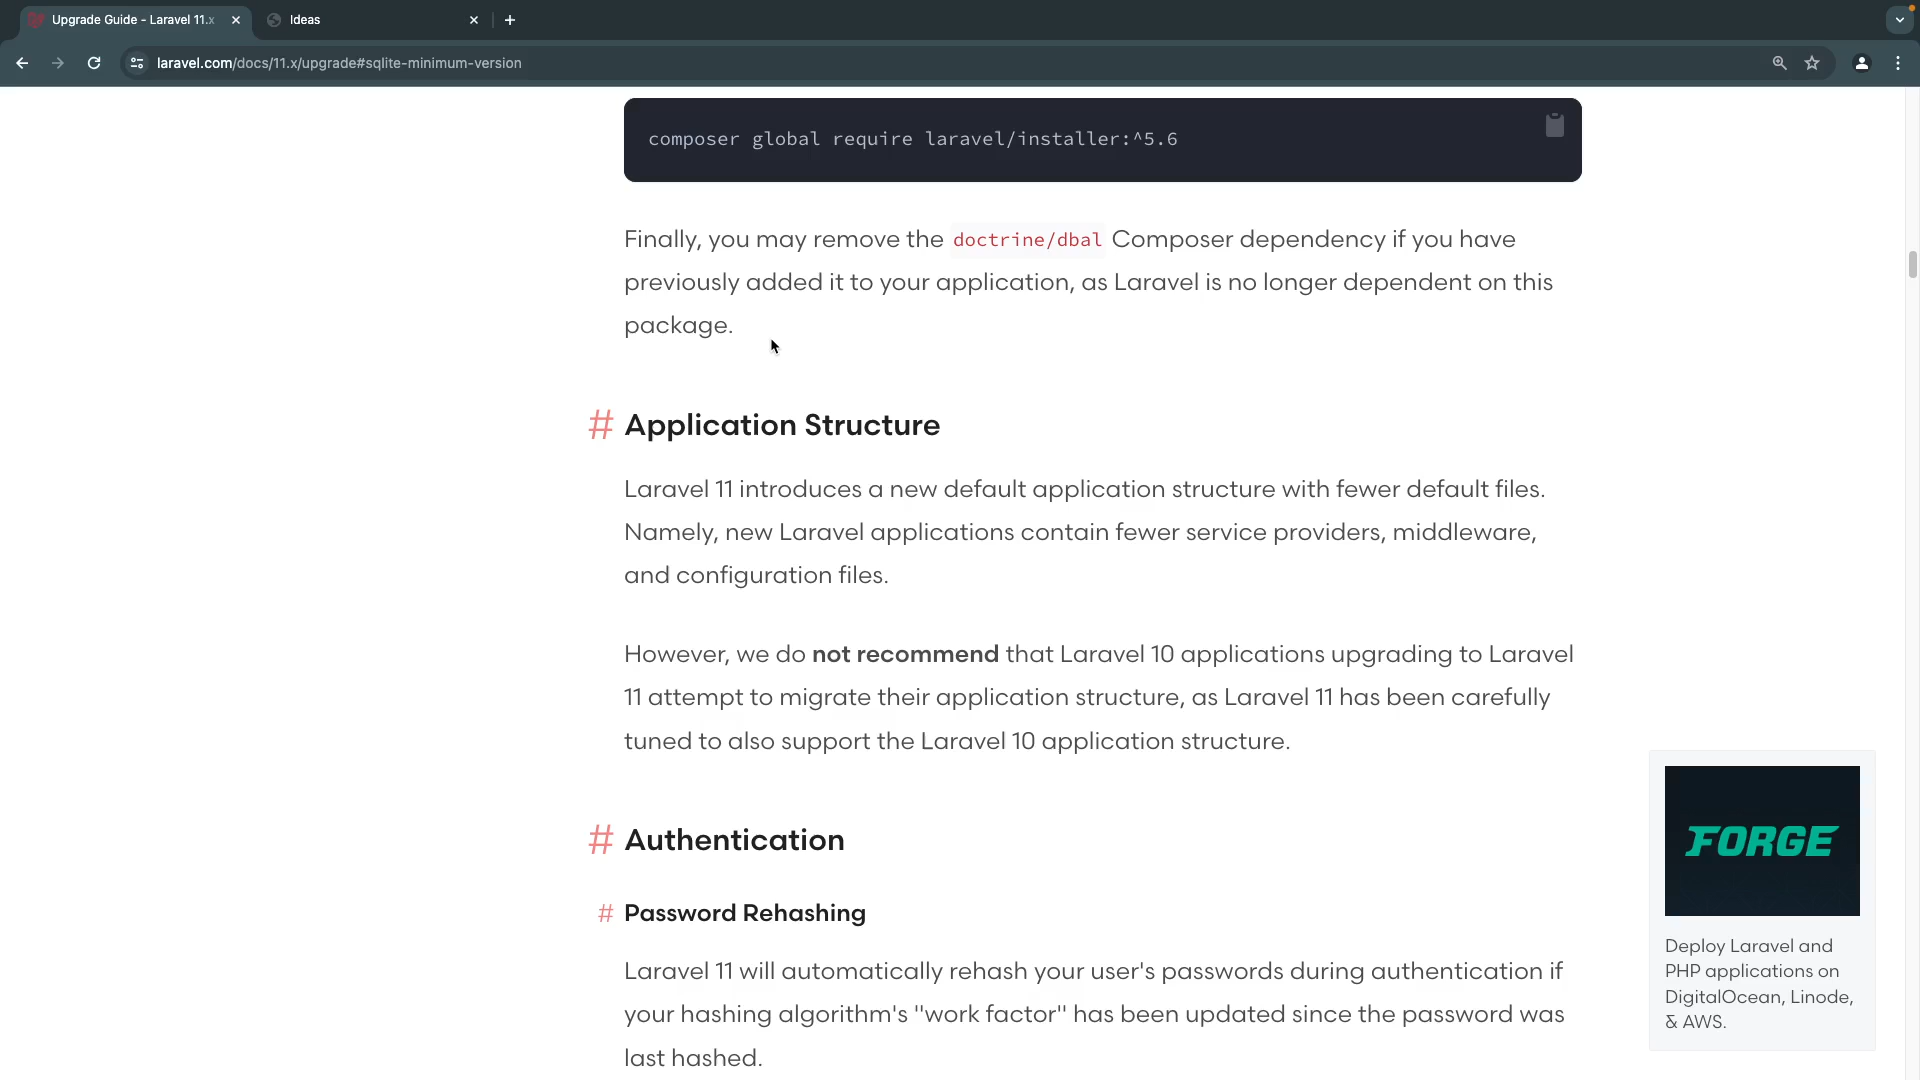 Upgrade Guide - Laravel 11.x
Ideas
laravel.com/docs/11.x/upgrade#sqlite-minimum-version
composer global require laravel/installer:^5.6
Finally, you may remove the doctrine/dbal Composer dependency if you have
previously added it to your application, as Laravel is no longer dependent on this
package.
# Application Structure
Laravel 11 introduces a new default application structure with fewer default files.
Namely, new Laravel applications contain fewer service providers, middleware,
and configuration files.
However, we do not recommend that Laravel 10 applications upgrading to Laravel
11 attempt to migrate their application structure, as Laravel 11 has been carefully
tuned to also support the Laravel 10 application structure.
# Authentication
# Password Rehashing
Laravel 11 will automatically rehash your user's passwords during authentication if
your hashing algorithm's "work factor" has been updated since the password was
last hashed.
FORGE
Deploy Laravel and
PHP applications on
DigitalOcean, Linode,
& AWS.